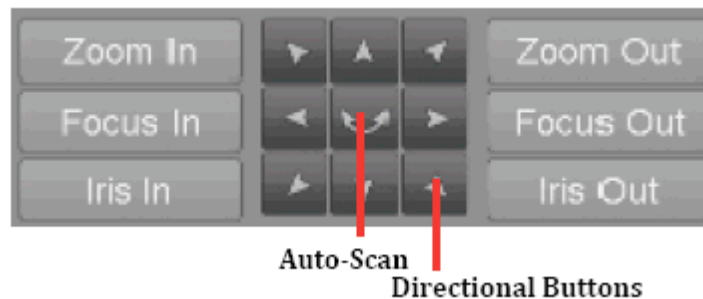 Zoom In
Zoom Out
Focus In
Focus Out
Iris In
Iris Out
Auto-Scan
Directional Buttons